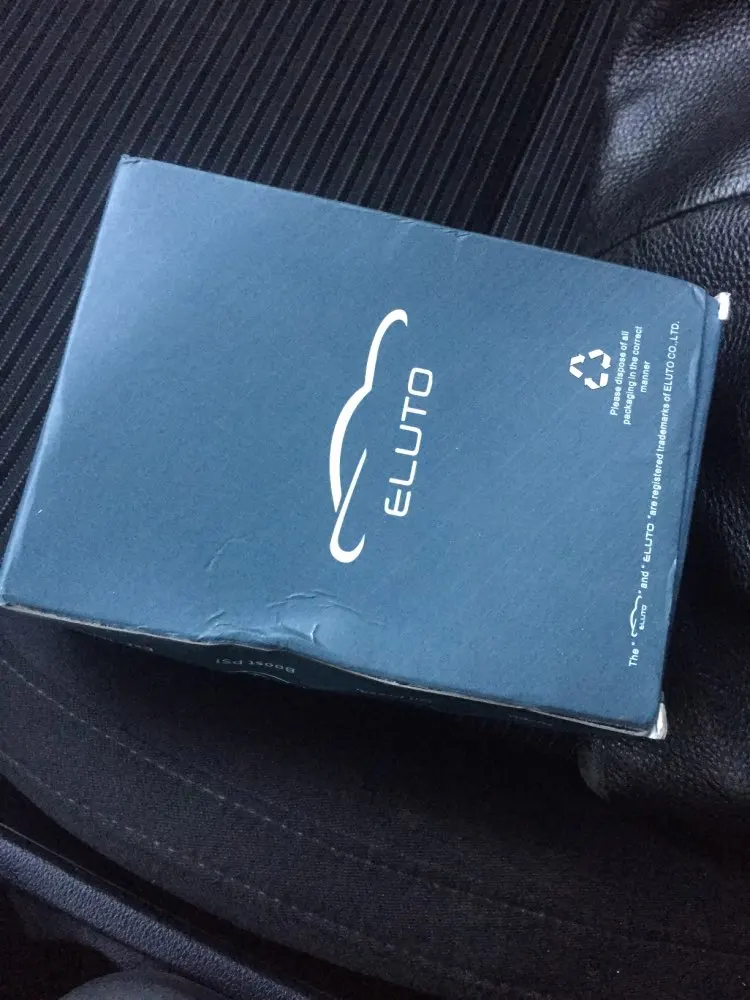 ELUTO
Please dispose of all
packaging in the correct
manner
The " ELUTO " and " ELUTO " are registered trademarks of ELUTO CO.,LTD.
Boost PSI